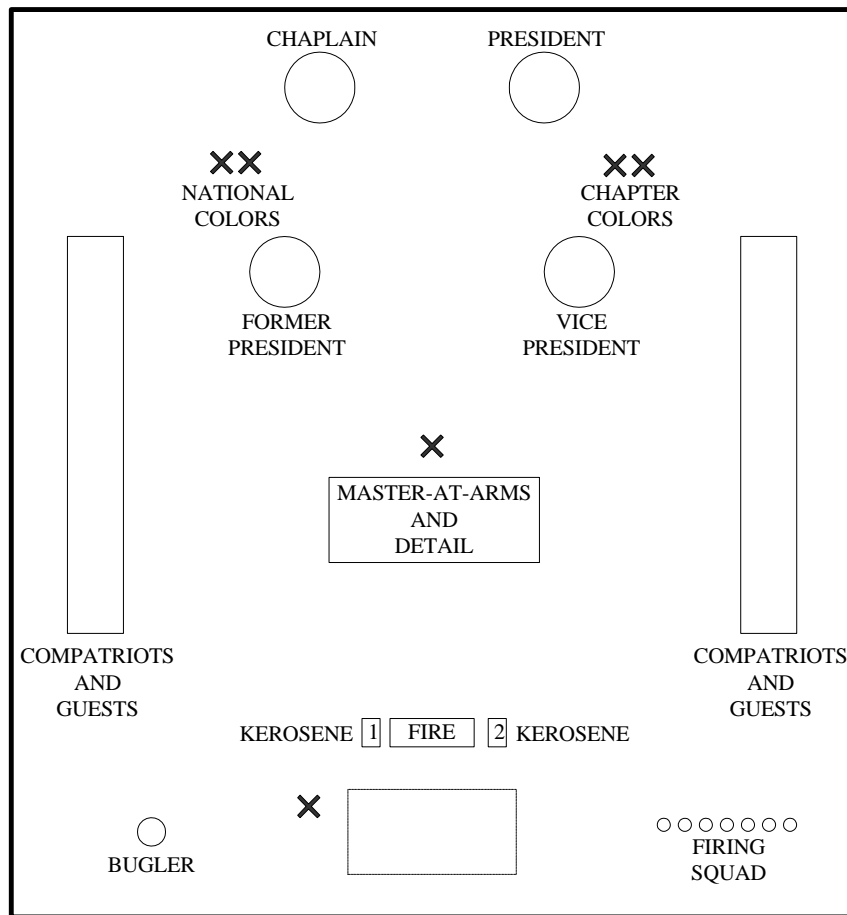 CHAPLAIN
PRESIDENT
NATIONAL
COLORS
CHAPTER
COLORS
FORMER
PRESIDENT
VICE
PRESIDENT
MASTER-AT-ARMS
AND
DETAIL
COMPATRIOTS
AND
GUESTS
COMPATRIOTS
AND
GUESTS
KEROSENE 1 FIRE 2 KEROSENE
BUGLER
FIRING
SQUAD